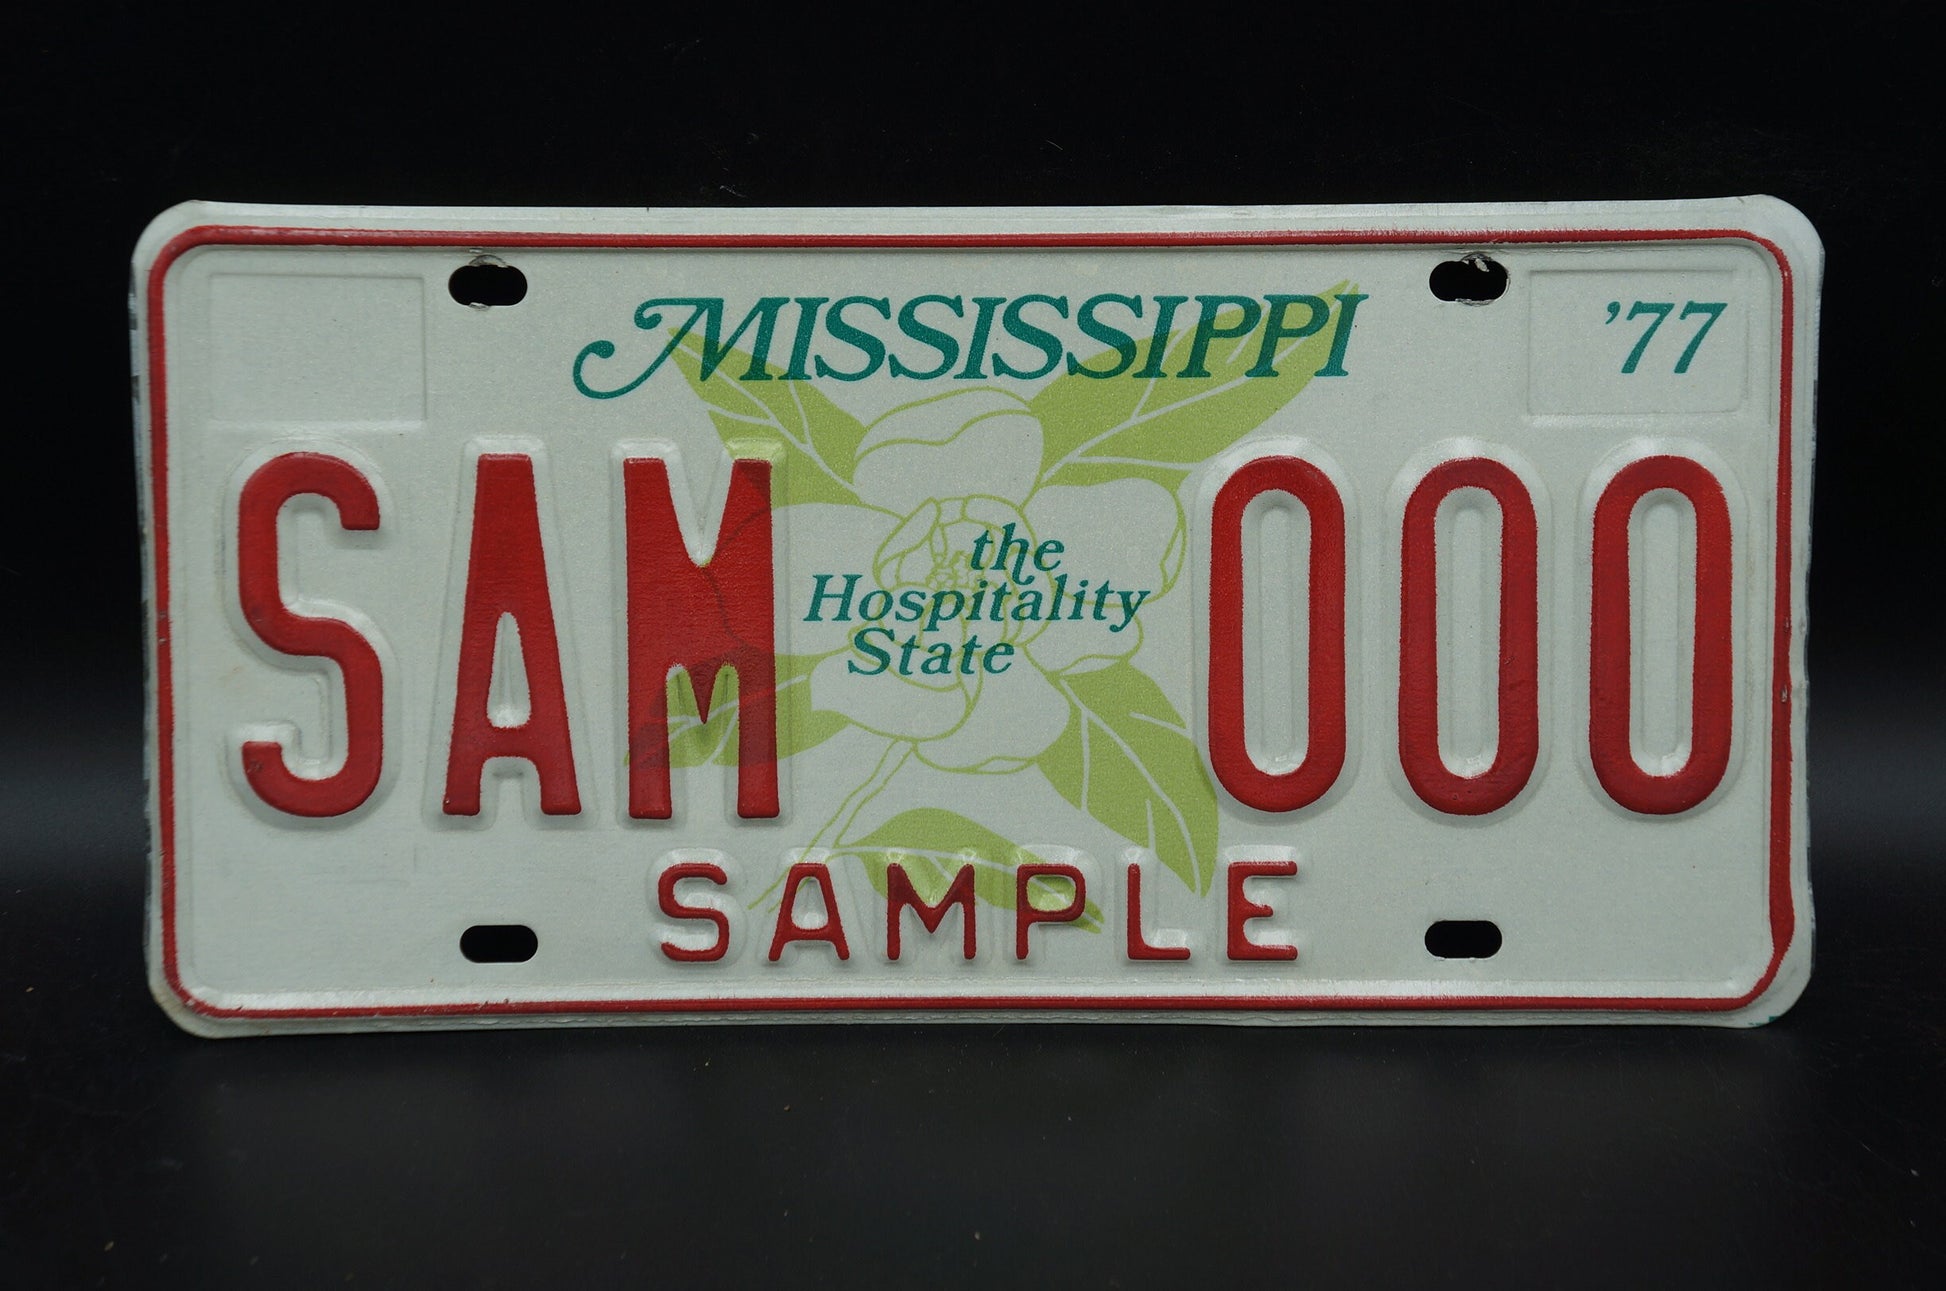 MISSISSIPPI
'77
SAM 000
the
Hospitality
State
SAMPLE